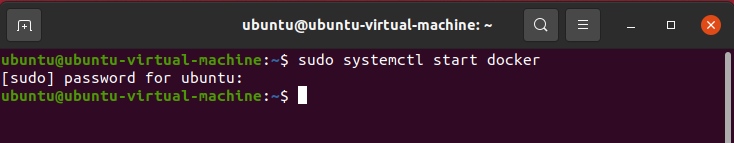 ubuntu@ubuntu-virtual-machine: ~
ubuntu@ubuntu-virtual-machine:~$ sudo systemctl start docker
[sudo] password for ubuntu:
ubuntu@ubuntu-virtual-machine:~$